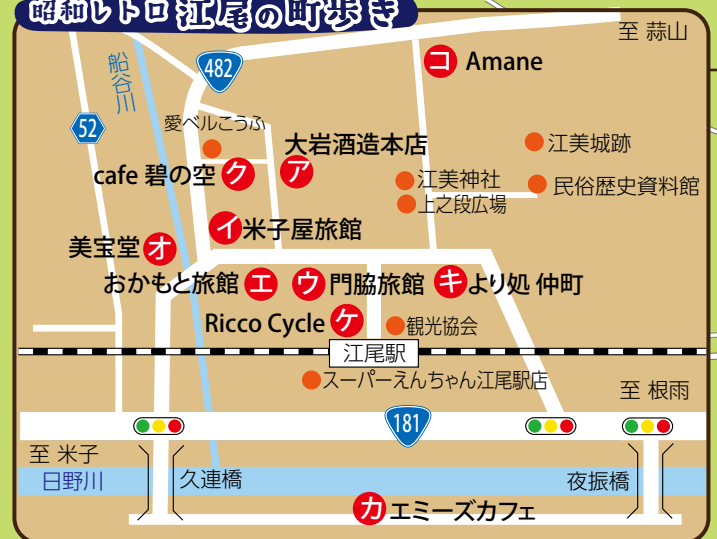 昭和レトロ 江尾の町歩き
至 蒜山
コ Amane
482
船谷川
52
愛ベルこうふ
大岩酒造本店
江美城跡
cafe 碧の空 ク
ア
江美神社
民俗歴史資料館
上之段広場
イ 米子屋旅館
美宝堂 オ
おかもと旅館 エ
ウ 門脇旅館
キ より処 仲町
Ricco Cycle ケ
観光協会
江尾駅
スーパーえんちゃん江尾駅店
至 根雨
181
至 米子
日野川
久連橋
夜振橋
カ エミーズカフェ